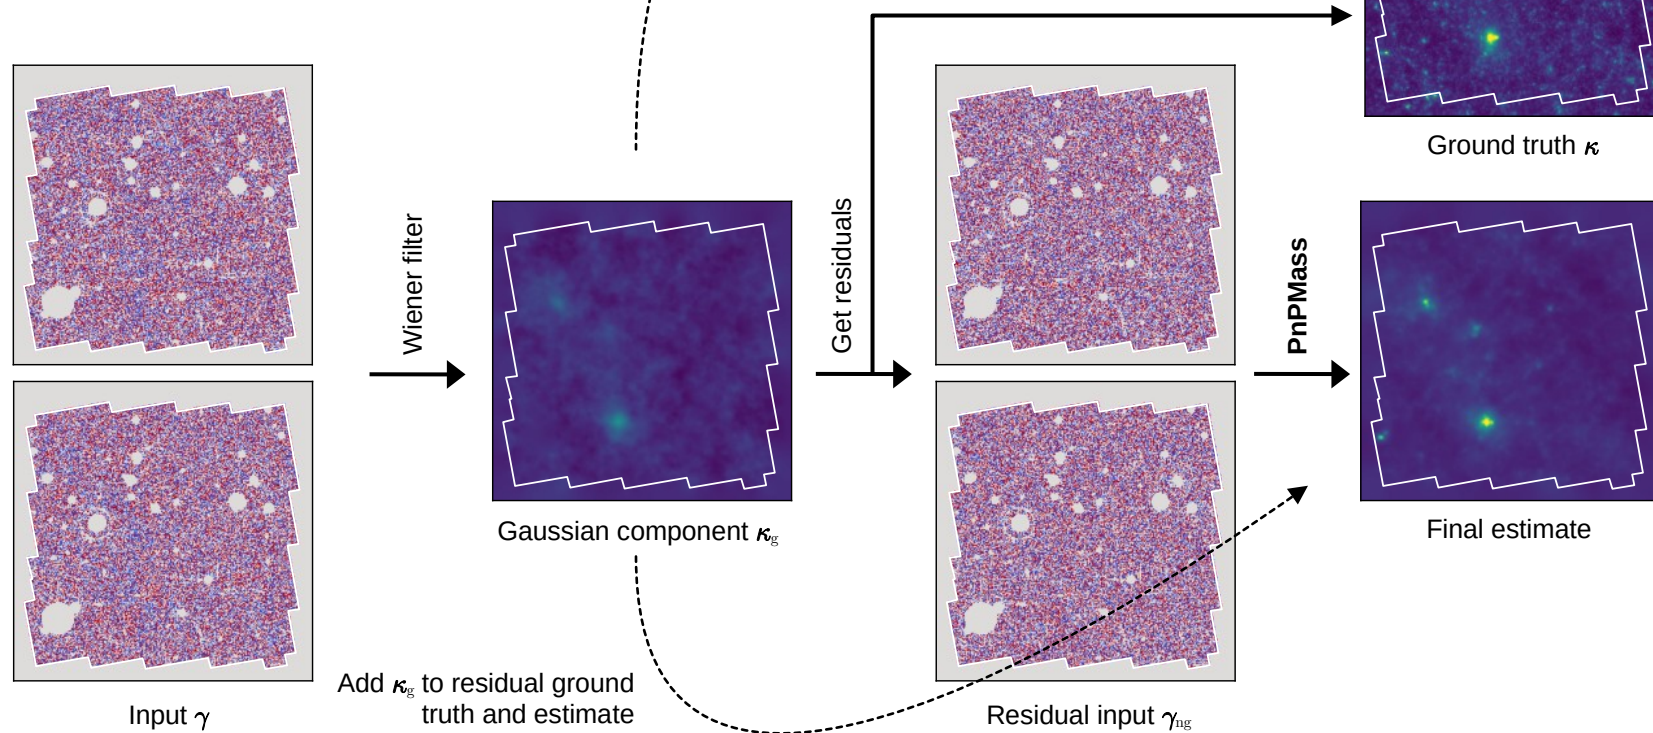 Ground truth κ
Wiener filter
Get residuals
PnPMass
Gaussian component κg
Final estimate
Add κg to residual ground
truth and estimate
Input γ
Residual input γng